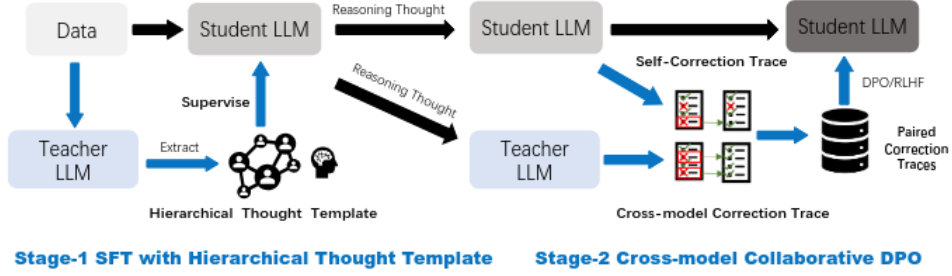 Data
Student LLM
Reasoning Thought
Student LLM
Student LLM
Supervise
Reasoning Thought
Self-Correction Trace
DPO/RLHF
Teacher
LLM
Extract
Teacher
LLM
Paired
Correction
Traces
Hierarchical Thought Template
Cross-model Correction Trace
Stage-1 SFT with Hierarchical Thought Template
Stage-2 Cross-model Collaborative DPO